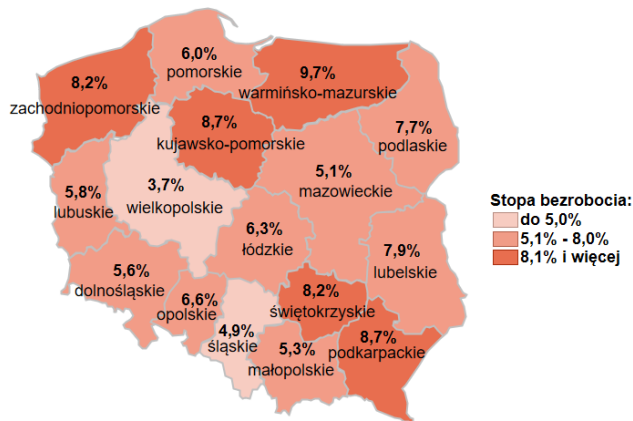 6,0%
pomorskie
9,7%
warmińsko-mazurskie
8,2%
zachodniopomorskie
8,7%
kujawsko-pomorskie
7,7%
podlaskie
5,1%
mazowieckie
5,8%
lubuskie
3,7%
wielkopolskie
6,3%
łódzkie
7,9%
lubelskie
5,6%
dolnośląskie
6,6%
opolskie
4,9%
śląskie
8,2%
świętokrzyskie
5,3%
małopolskie
8,7%
podkarpackie
Stopa bezrobocia:
do 5,0%
5,1% - 8,0%
8,1% i więcej